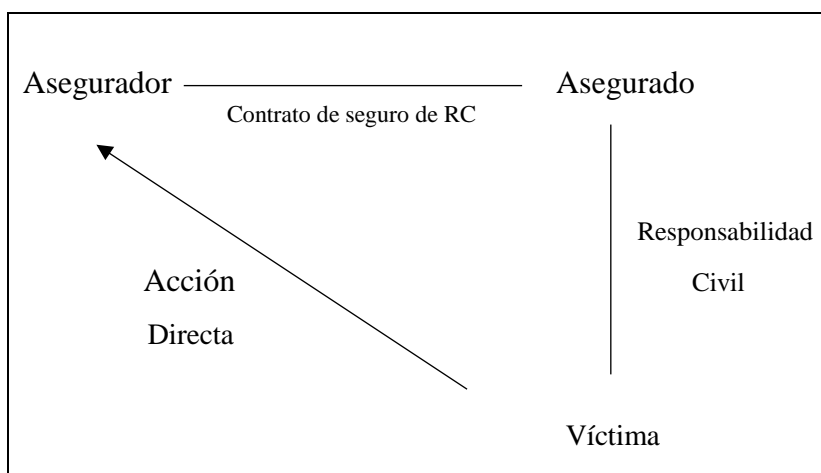 Asegurador
Asegurado
Contrato de seguro de RC
Responsabilidad
Civil
Acción
Directa
Víctima